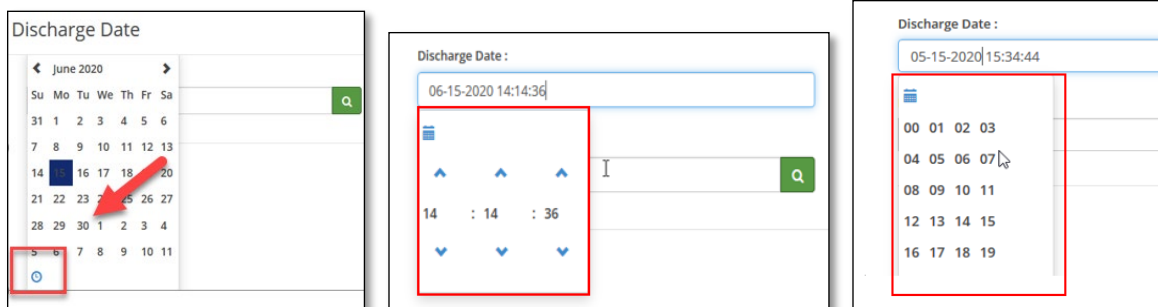 Discharge Date
June 2020
Su Mo Tu We Th Fr Sa
31 1 2 3 4 5 6
7 8 9 10 11 12 13
14 15 16 17 18 20
21 22 23 25 26 27
28 29 30 1 2 3 4
5 6 7 8 9 10 11
Discharge Date :
06-15-2020 14:14:36
14 : 14 : 36
Discharge Date :
05-15-2020 15:34:44
00 01 02 03
04 05 06 07
08 09 10 11
12 13 14 15
16 17 18 19